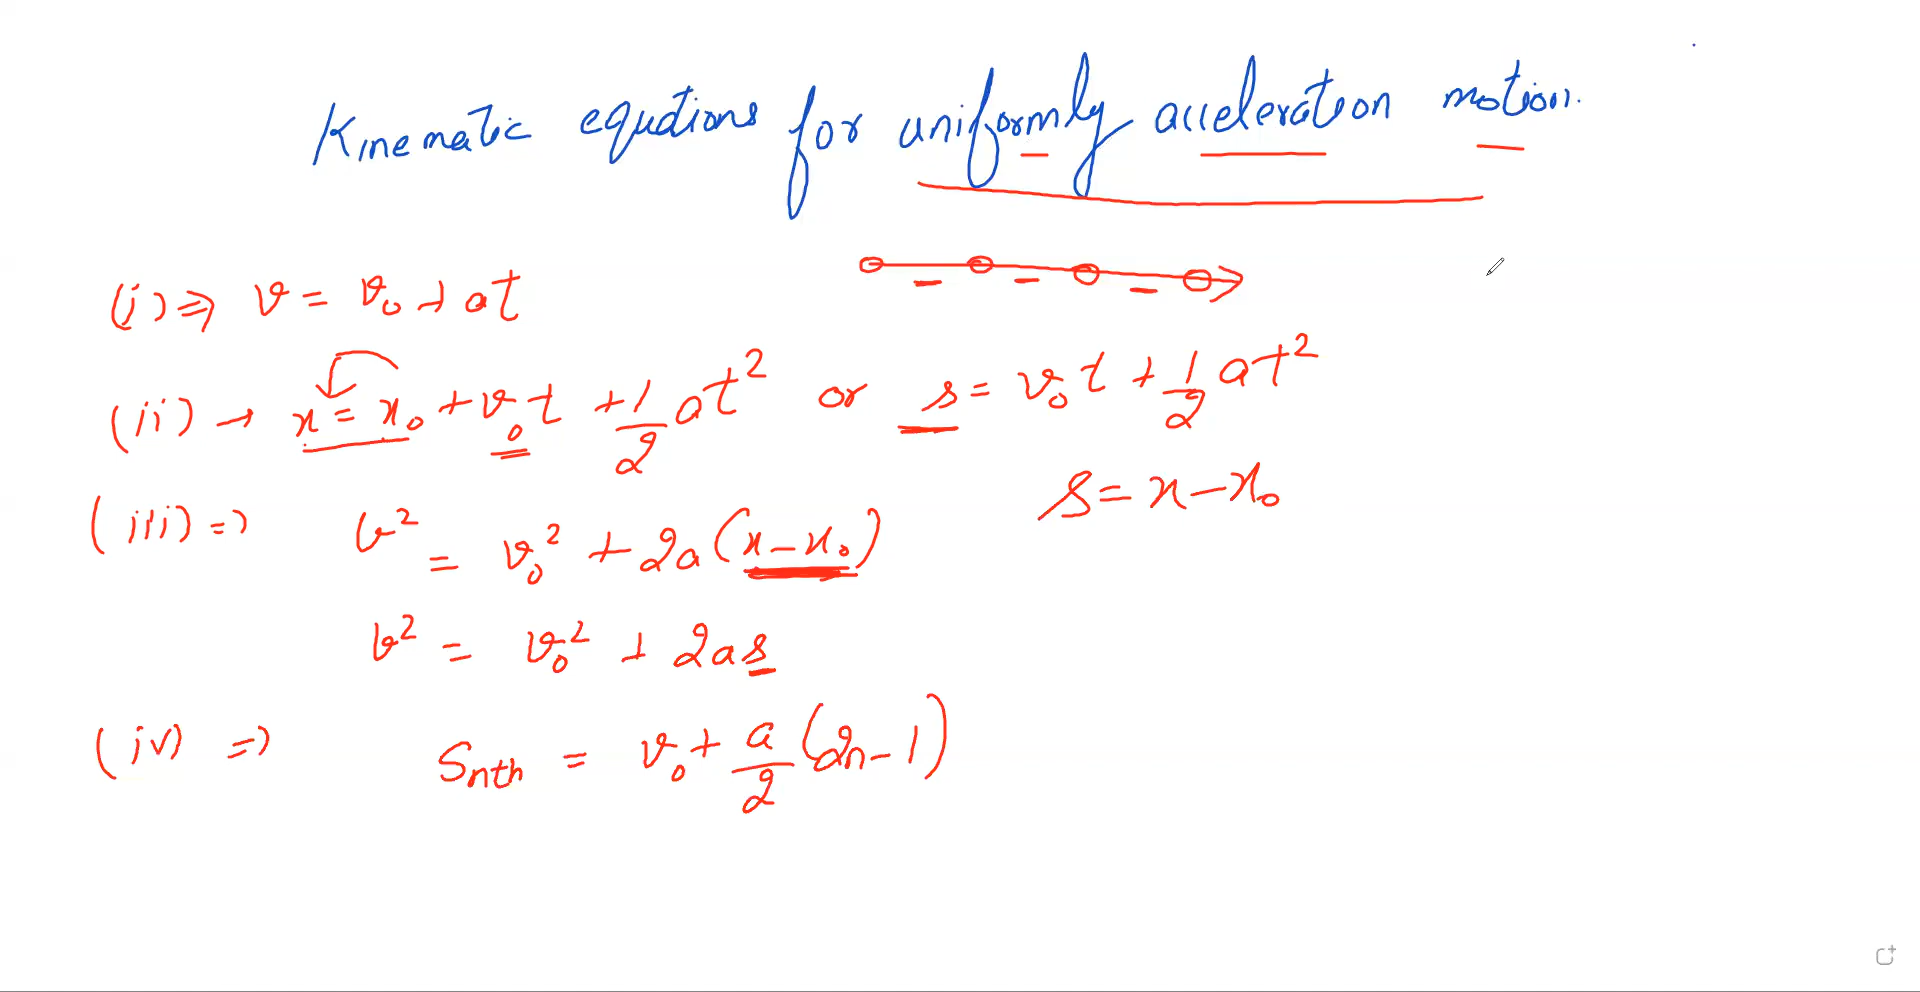 Kinematic equations for uniformly acceleration motion.
(i) ⇒ v = v₀ + at
(ii) → x = x₀ + v₀t + 1/2 at² or s = v₀t + 1/2 at²
s = x - x₀
(iii) ⇒ v² = v₀² + 2a(x - x₀)
v² = v₀² + 2as
(iv) ⇒ Snth = v₀ + a/2 (2n - 1)